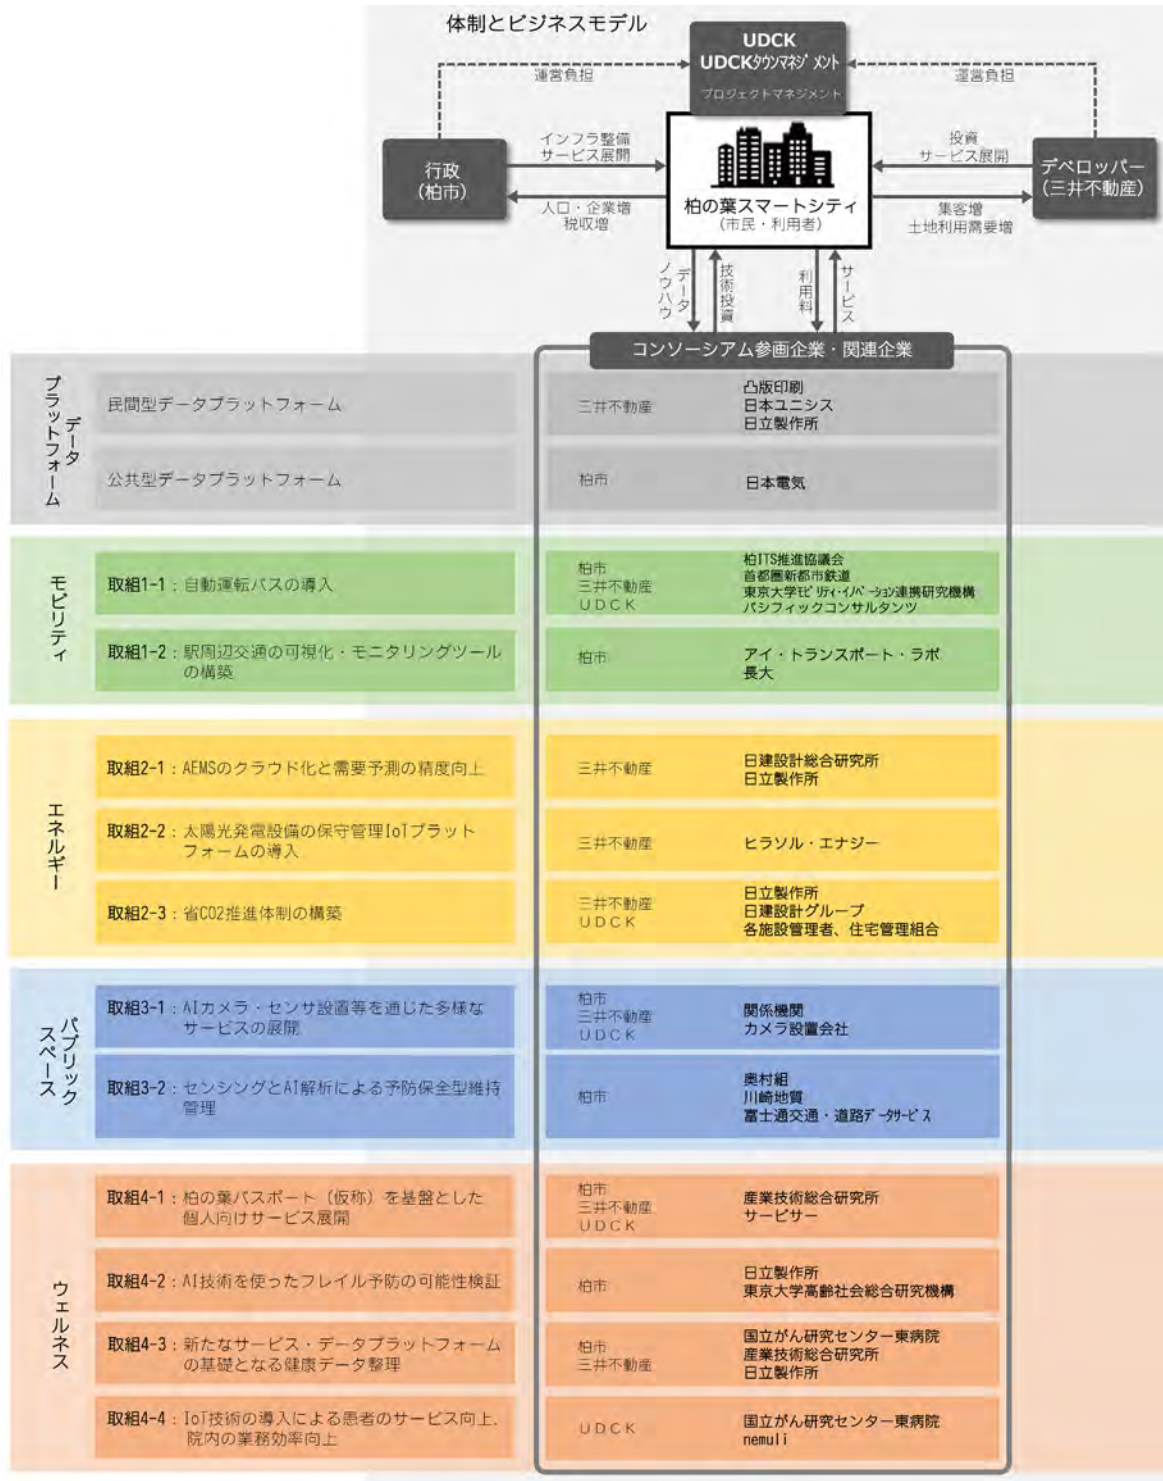 体制とビジネスモデル
UDCK
UDCKタウンマネジメント
プロジェクトマネジメント
運営負担
運営負担
インフラ整備
サービス展開
投資
サービス展開
行政
(柏市)
デベロッパー
(三井不動産)
人口・企業増
税収増
柏の葉スマートシティ
(市民・利用者)
集客増
土地利用需要増
データ
ノウハウ
技術投資
利用料
サービス
コンソーシアム参画企業・関連企業
データ
プラットフォーム
民間型データプラットフォーム
三井不動産
凸版印刷
日本ユニシス
日立製作所
公共型データプラットフォーム
柏市
日本電気
モビリティ
取組1-1：自動運転バスの導入
柏市
三井不動産
UDCK
柏ITS推進協議会
首都圏新都市鉄道
東京大学モビリティ・イノベーション連携研究機構
パシフィックコンサルタンツ
取組1-2：駅周辺交通の可視化・モニタリングツール
の構築
柏市
アイ・トランスポート・ラボ
長大
エネルギー
取組2-1：AEMSのクラウド化と需要予測の精度向上
三井不動産
日建設計総合研究所
日立製作所
取組2-2：太陽光発電設備の保守管理IoTプラット
フォームの導入
三井不動産
ヒラソル・エナジー
取組2-3：省CO2推進体制の構築
三井不動産
UDCK
日立製作所
日建設計グループ
各施設管理者、住宅管理組合
パブリック
スペース
取組3-1：AIカメラ・センサ設置等を通じた多様な
サービスの展開
柏市
三井不動産
UDCK
関係機関
カメラ設置会社
取組3-2：センシングとAI解析による予防保全型維持
管理
柏市
奥村組
川崎地質
富士通交通・道路データサービス
ウェルネス
取組4-1：柏の葉パスポート（仮称）を基盤とした
個人向けサービス展開
柏市
三井不動産
UDCK
産業技術総合研究所
サービサー
取組4-2：AI技術を使ったフレイル予防の可能性検証
柏市
日立製作所
東京大学高齢社会総合研究機構
取組4-3：新たなサービス・データプラットフォーム
の基礎となる健康データ整理
柏市
三井不動産
国立がん研究センター東病院
産業技術総合研究所
日立製作所
取組4-4：IoT技術の導入による患者のサービス向上、
院内の業務効率向上
UDCK
国立がん研究センター東病院
nemuli